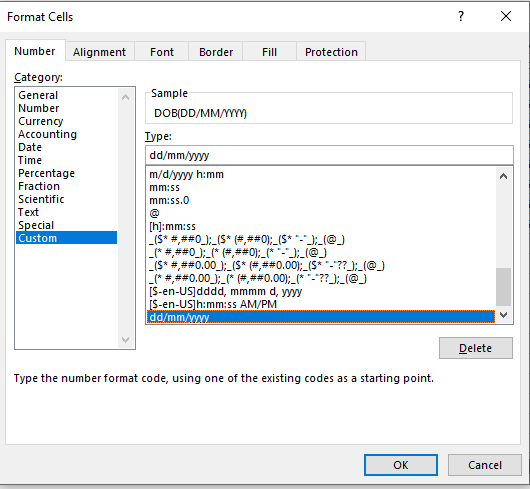 Format Cells
?
Number Alignment Font Border Fill Protection
Category:
General
Number
Currency
Accounting
Date
Time
Percentage
Fraction
Scientific
Text
Special
Custom
Sample
DOB(DD/MM/YYYY)
Type:
dd/mm/yyyy
m/d/yyyy h:mm
mm:ss
mm:ss.0
@
[h]:mm:ss
_($* #,##0_);_($* (#,##0);_($* "-"_);_(@_)
_(* #,##0_);_(* (#,##0);_(* "-"_);_(@_)
_($* #,##0.00_);_($* (#,##0.00);_($* "-"??_);_(@_)
_(* #,##0.00_);_(* (#,##0.00);_(* "-"??_);_(@_)
[$-en-US]dddd, mmmm d, yyyy
[$-en-US]h:mm:ss AM/PM
dd/mm/yyyy
Delete
Type the number format code, using one of the existing codes as a starting point.
OK Cancel